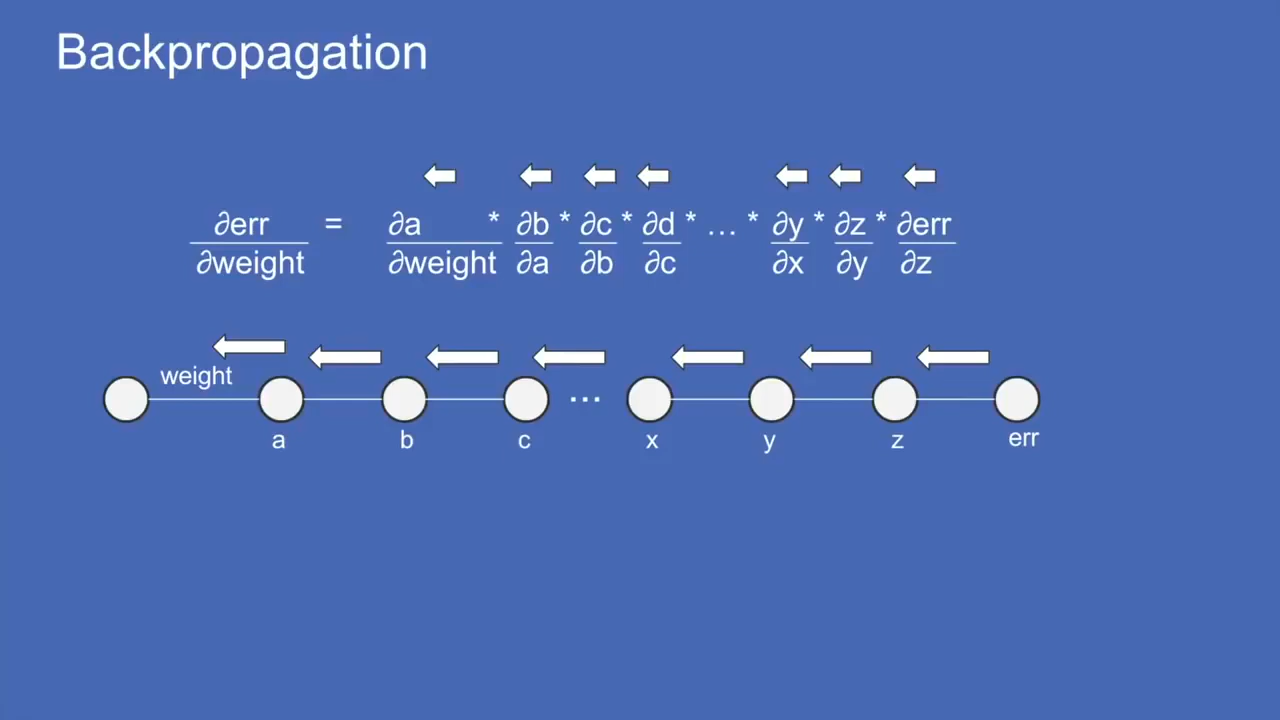 Backpropagation
∂err = ∂a * ∂b * ∂c * ∂d * … * ∂y * ∂z * ∂err
∂weight ∂weight ∂a ∂b ∂c ∂x ∂y ∂z
weight
...
a b c x y z err